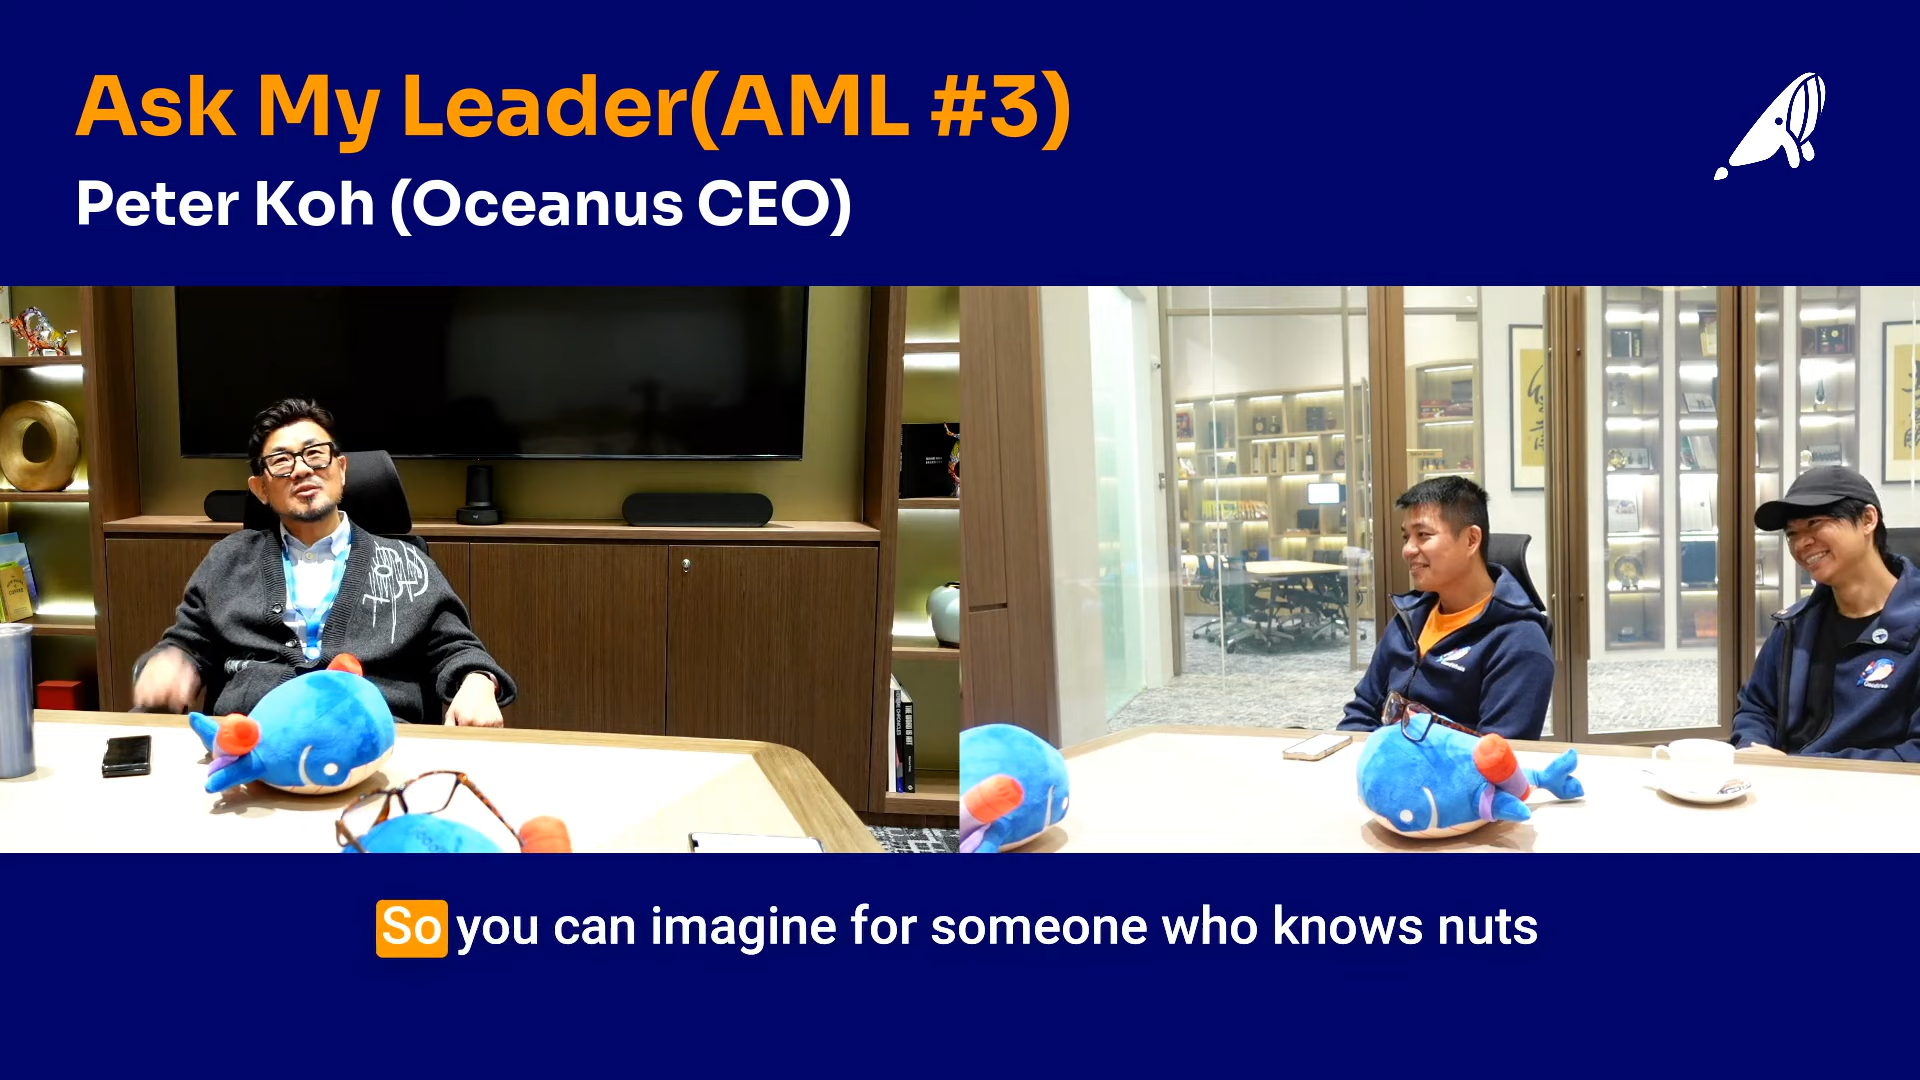 Ask My Leader(AML #3)
Peter Koh (Oceanus CEO)
So you can imagine for someone who knows nuts